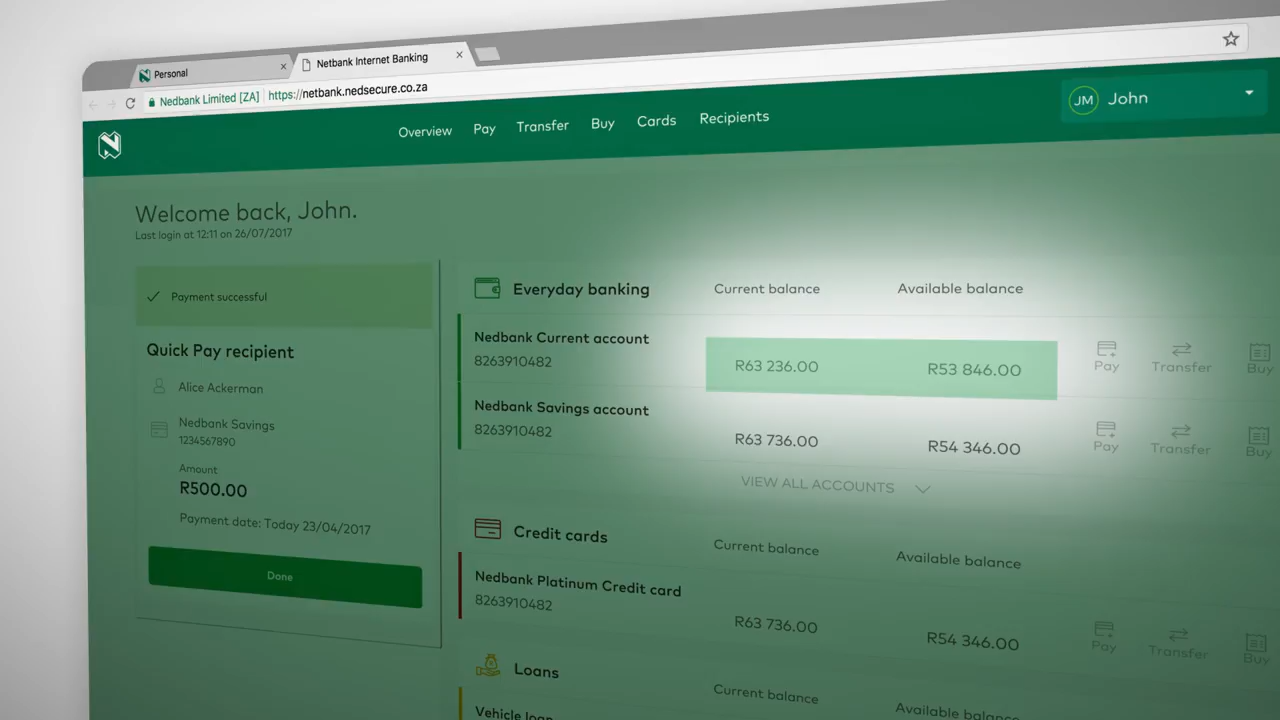 Personal
Netbank Internet Banking
Nedbank Limited [ZA] https://netbank.nedsecure.co.za
Overview Pay Transfer Buy Cards Recipients
JM John
Welcome back, John.
Last login at 12:11 on 26/07/2017
Payment successful
Quick Pay recipient
Alice Ackerman
Nedbank Savings
1234567890
Amount
R500.00
Payment date: Today 23/04/2017
Done
Everyday banking Current balance Available balance
Nedbank Current account
8263910482
R63 236.00 R53 846.00
Pay Transfer Buy
Nedbank Savings account
8263910482
R63 736.00 R54 346.00
Pay Transfer Buy
VIEW ALL ACCOUNTS
Credit cards Current balance Available balance
Nedbank Platinum Credit card
8263910482
R63 736.00 R54 346.00
Pay Transfer Buy
Loans Current balance Available balance
Vehicle loan